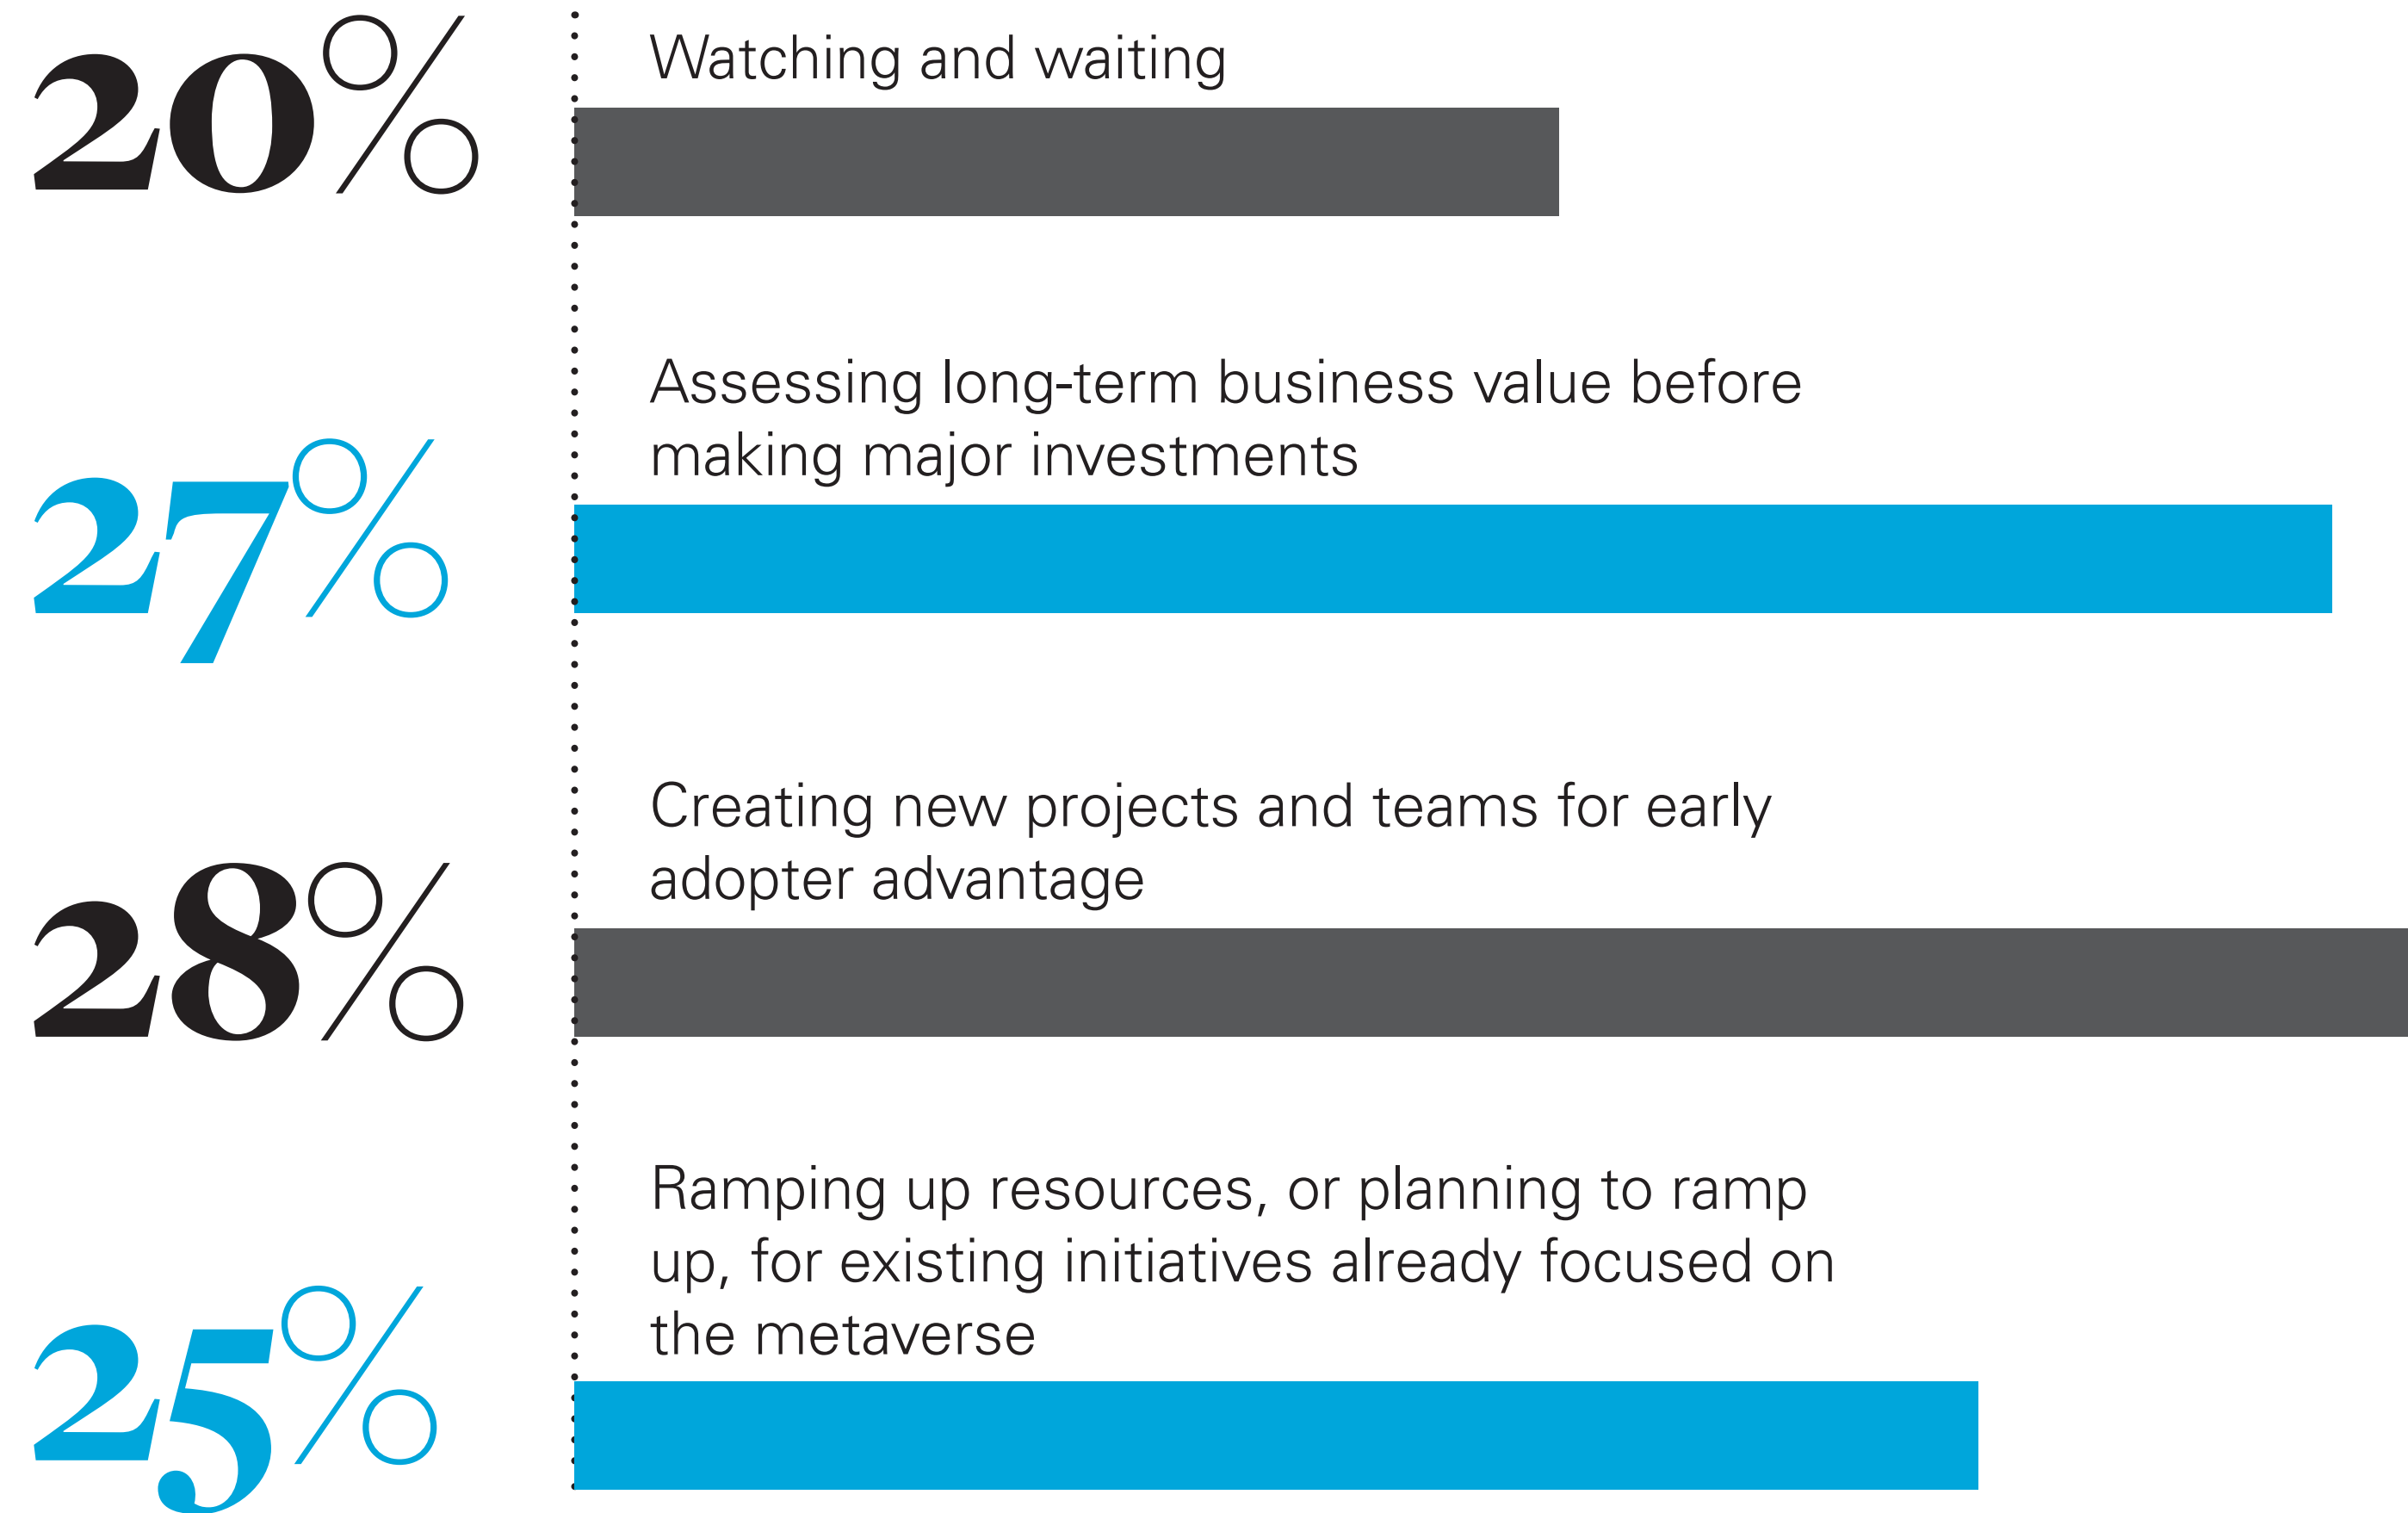 20%
Watching and waiting
27%
Assessing long-term business value before
making major investments
28%
Creating new projects and teams for early
adopter advantage
25%
Ramping up resources, or planning to ramp
up, for existing initiatives already focused on
the metaverse